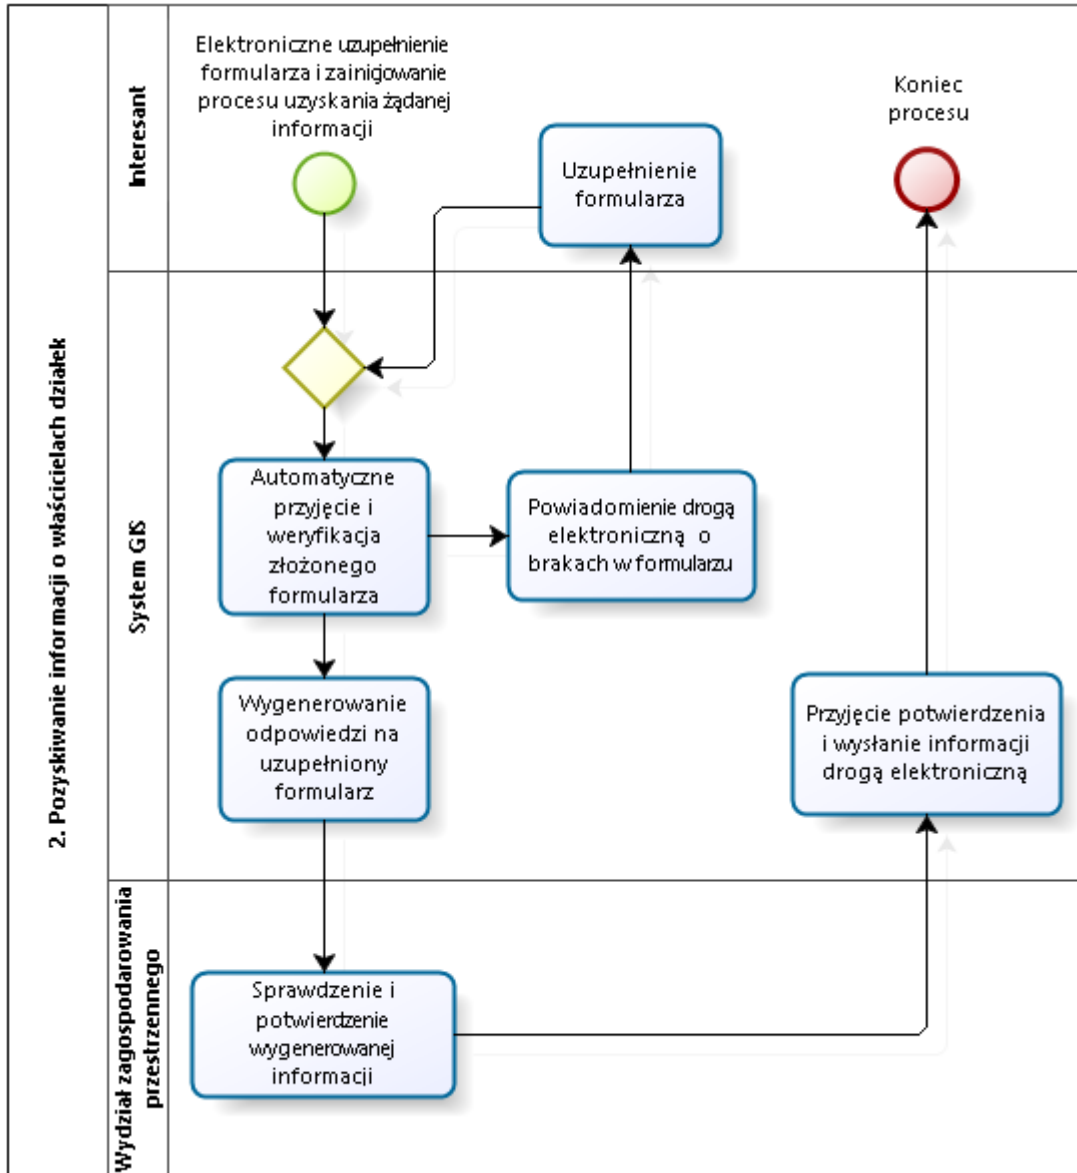 2. Pozyskiwanie informacji o właścicielach działek
Interesant
Elektroniczne uzupełnienie
formularza i zainicjowanie
procesu uzyskania żądanej
informacji
Uzupełnienie
formularza
Koniec
procesu
System GIS
Automatyczne
przyjęcie i
weryfikacja
złożonego
formularza
Powiadomienie drogą
elektroniczną o
brakach w formularzu
Wygenerowanie
odpowiedzi na
uzupełniony
formularz
Przyjęcie potwierdzenia
i wysłanie informacji
drogą elektroniczną
Wydział zagospodarowania
przestrzennego
Sprawdzenie i
potwierdzenie
wygenerowanej
informacji